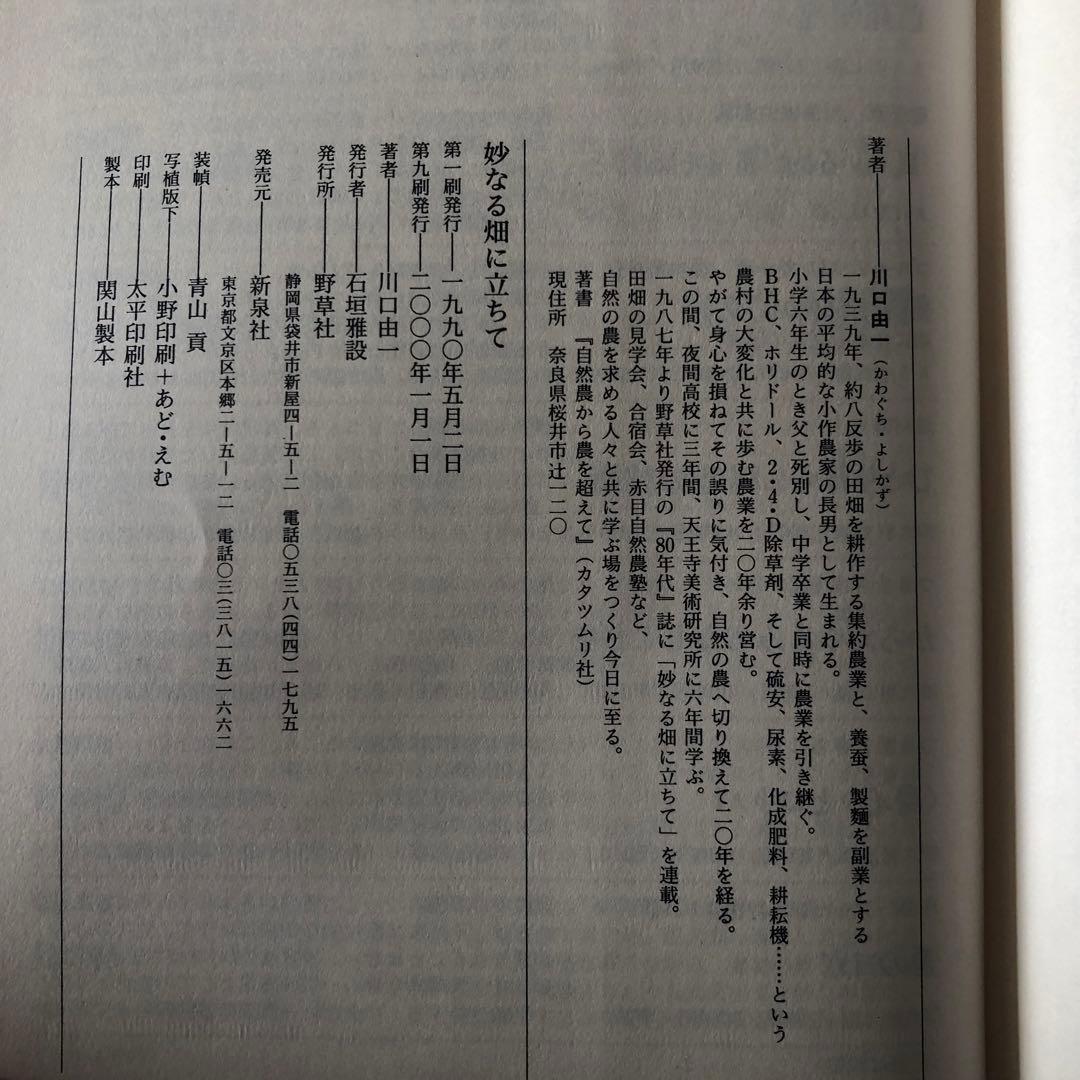 著者――川口由一（かわぐち・よしかず）
一九三九年、約八反歩の田畑を耕作する集約農業と、養蚕、製麵を副業とする
日本の平均的な小作農家の長男として生まれる。
小学六年生のとき父と死別し、中学卒業と同時に農業を引き継ぐ。
BHC、ホリドール、2・4・D除草剤、そして硫安、尿素、化成肥料、耕耘機……という
農村の大変化と共に歩む農業を二〇年余り営む。
やがて身心を損ねてその誤りに気付き、自然の農へ切り換えて二〇年を経る。
この間、夜間高校に三年間、天王寺美術研究所に六年間学ぶ。
一九八七年より野草社発行の『80年代』誌に「妙なる畑に立ちて」を連載。
田畑の見学会、合宿会、赤目自然農塾など、
自然の農を求める人々と共に学ぶ場をつくり今日に至る。
著書　『自然農から農を超えて』（カタツムリ社）
現住所　奈良県桜井市辻一二〇
妙なる畑に立ちて
第一刷発行――一九九〇年五月二日
第九刷発行――二〇〇〇年一月一日
著者――川口由一
発行者――石垣雅設
発行所――野草社
静岡県袋井市新屋四―五―二　電話〇五三八（四四）一七九五
発売元――新泉社
東京都文京区本郷二―五―一二　電話〇三（三八一五）一六六二
装幀――青山貢
写植版下――小野印刷＋あど・えむ
印刷――太平印刷社
製本――関山製本